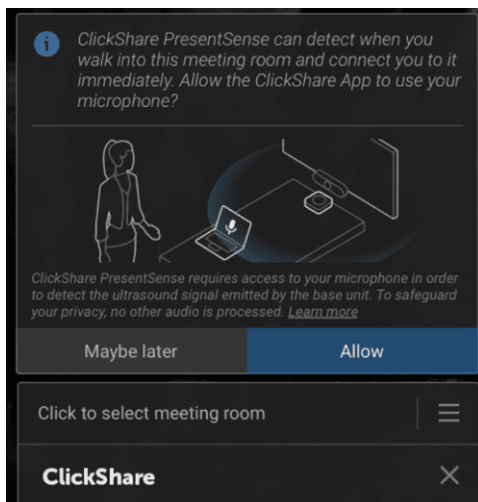 ClickShare PresentSense can detect when you
walk into this meeting room and connect you to it
immediately. Allow the ClickShare App to use your
microphone?
ClickShare PresentSense requires access to your microphone in order
to detect the ultrasound signal emitted by the base unit. To safeguard
your privacy, no other audio is processed. Learn more
Maybe later
Allow
Click to select meeting room
ClickShare